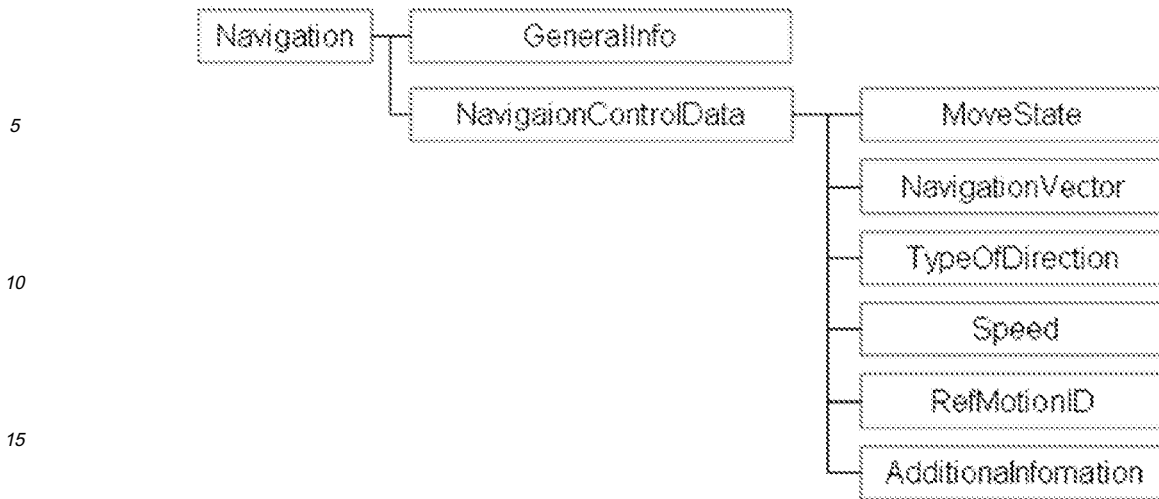 Navigation
GeneralInfo
NavigaionControlData
5
MoveState
NavigationVector
10
TypeOfDirection
Speed
RefMotionID
15
AdditionalInfomation